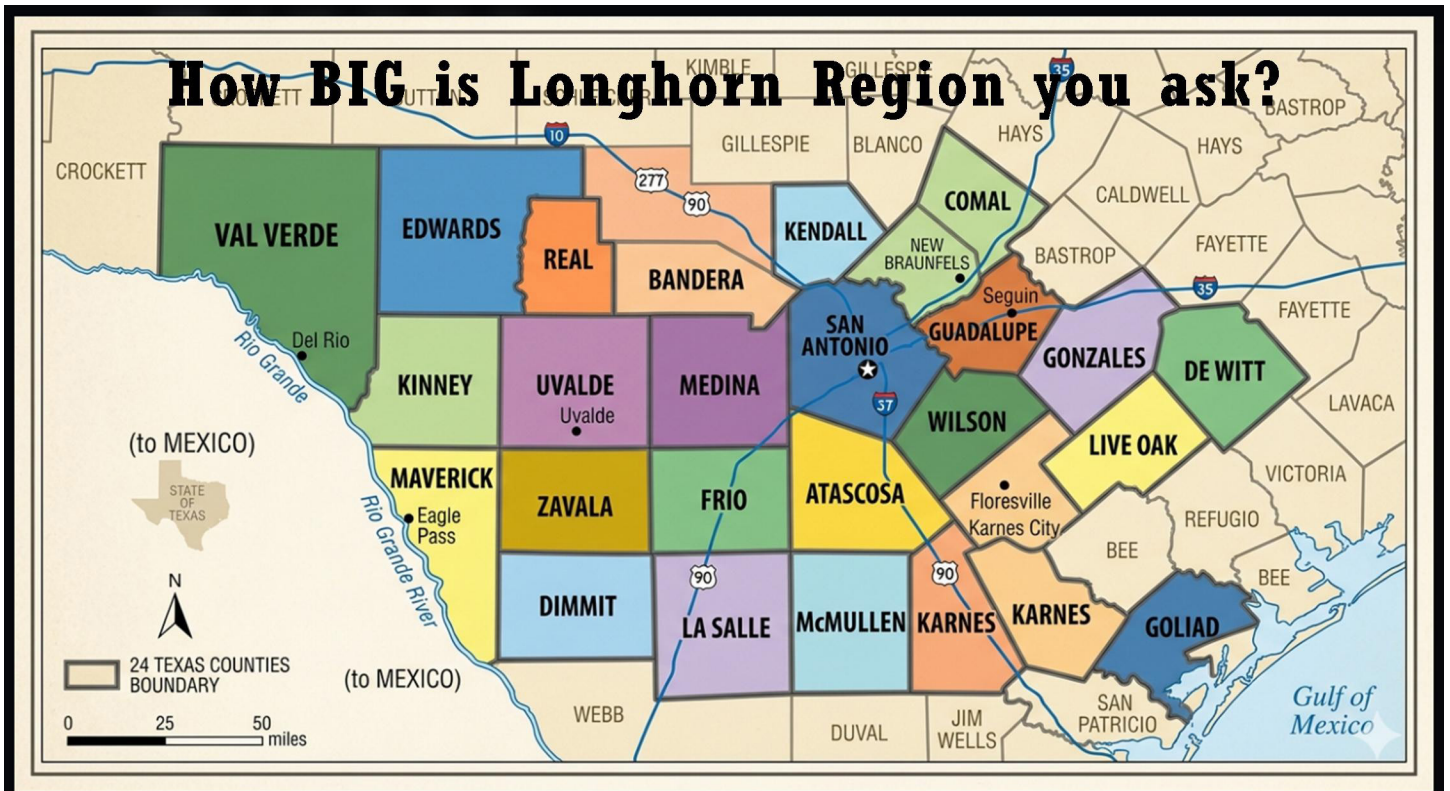 How BIG is Longhorn Region you ask?
KIMBLE
GILLESPIE
35
CROCKETT
SUTTON
SCHLEICHER
BASTROP
10
HAYS
HAYS
GILLESPIE
BLANCO
CROCKETT
277
90
CALDWELL
COMAL
VAL VERDE
EDWARDS
KENDALL
REAL
BANDERA
NEW
BRAUNFELS
BASTROP
FAYETTE
35
Seguin
GUADALUPE
FAYETTE
SAN
ANTONIO
Del Rio
Rio Grande
KINNEY
UVALDE
Uvalde
MEDINA
GONZALES
DE WITT
57
LAVACA
WILSON
LIVE OAK
(to MEXICO)
STATE
OF
TEXAS
MAVERICK
Eagle
Pass
Rio Grande River
ZAVALA
FRIO
ATASCOSA
Floresville
Karnes City
VICTORIA
REFUGIO
BEE
BEE
N
DIMMIT
90
LA SALLE
McMULLEN
90
KARNES
KARNES
GOLIAD
24 TEXAS COUNTIES
BOUNDARY
(to MEXICO)
0 25 50
miles
WEBB
DUVAL
JIM
WELLS
SAN
PATRICIO
Gulf of
Mexico